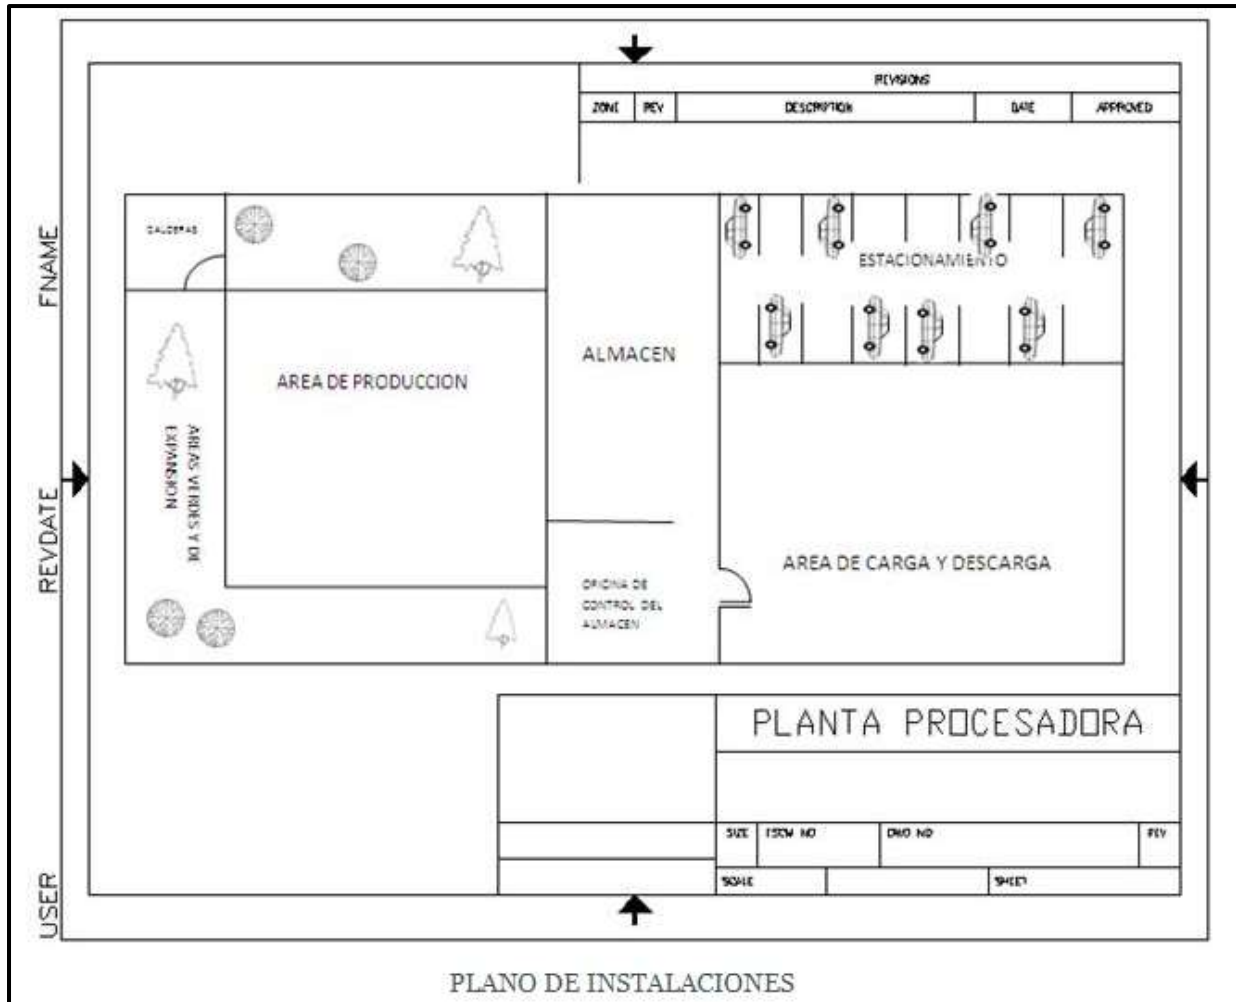 REVISIONS
ZONE REV DESCRIPTION DATE APPROVED
FNAME
CALDERAS
ESTACIONAMIENTO
ALMACEN
AREA DE PRODUCCION
AREAS VERDES Y DE
EXPANSION
REVDATE
AREA DE CARGA Y DESCARGA
OFICINA DE
CONTROL DEL
ALMACEN
PLANTA PROCESADORA
SIZE FSCM NO DWG NO REV
SCALE SHEET
USER
PLANO DE INSTALACIONES